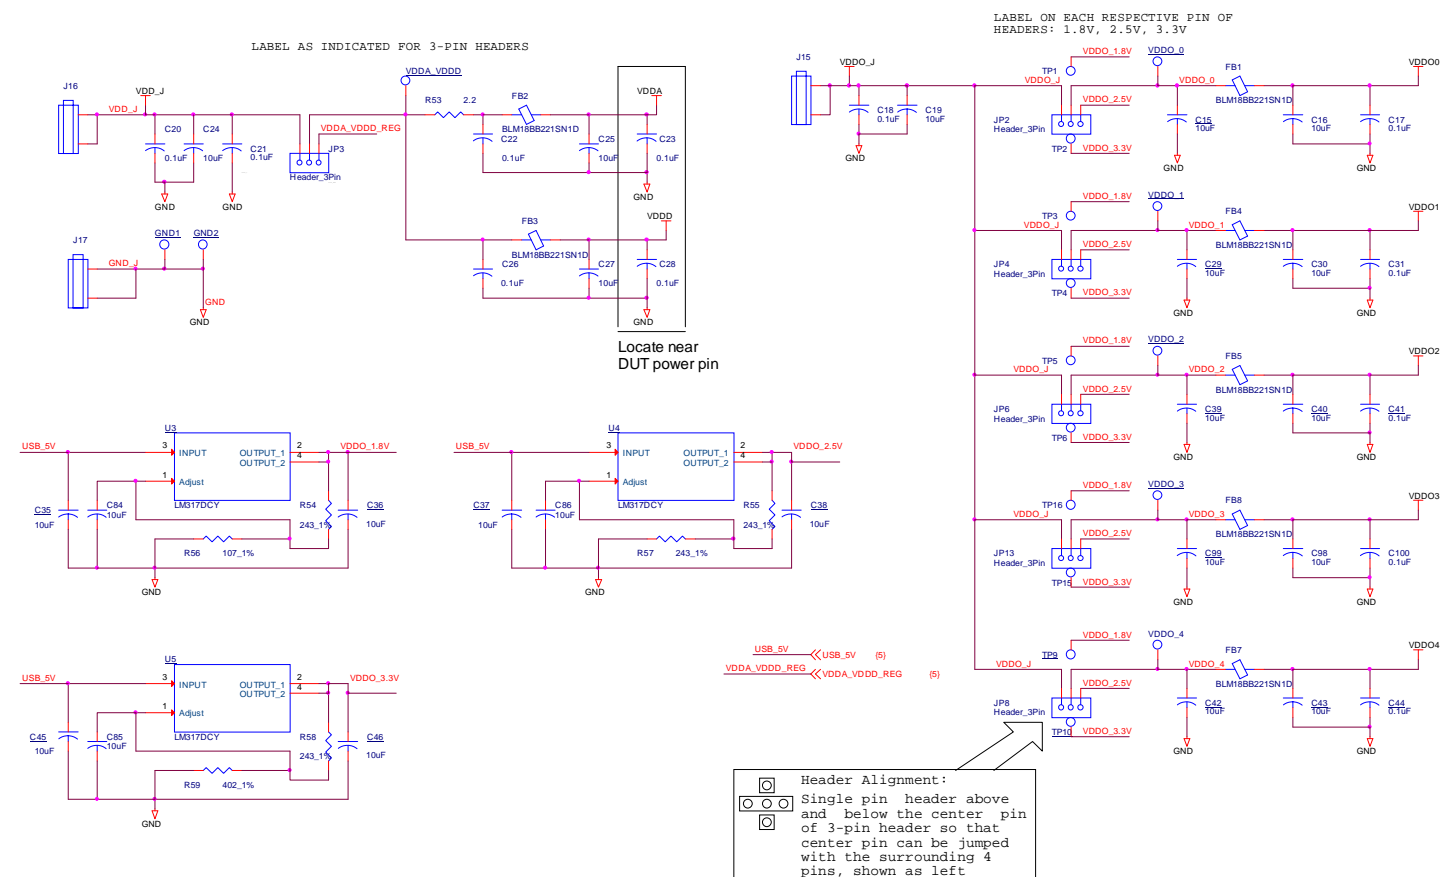 LABEL AS INDICATED FOR 3-PIN HEADERS
LABEL ON EACH RESPECTIVE PIN OF
HEADERS: 1.8V, 2.5V, 3.3V
J16
VDD_J
VDD_J
C20
0.1uF
C24
10uF
C21
0.1uF
GND
GND
VDDA_VDDD_REG
JP3
Header_3Pin
VDDA_VDDD
R53
2.2
FB2
BLM18BB221SN1D
C22
0.1uF
C25
10uF
VDDA
C23
0.1uF
GND
FB3
BLM18BB221SN1D
C26
0.1uF
C27
10uF
VDDD
C28
0.1uF
GND
Locate near
DUT power pin
J17
GND_J
GND1
GND2
GND
GND
J15
VDDO_J
C18
0.1uF
C19
10uF
GND
VDDO_J
TP1
VDDO_1.8V
VDDO_2.5V
JP2
Header_3Pin
TP2
VDDO_3.3V
VDDO_0
VDDO_0
FB1
BLM18BB221SN1D
C15
10uF
GND
C16
10uF
C17
0.1uF
GND
VDDO0
VDDO_J
TP3
VDDO_1.8V
VDDO_2.5V
JP4
Header_3Pin
TP4
VDDO_3.3V
VDDO_1
VDDO_1
FB4
BLM18BB221SN1D
C29
10uF
GND
C30
10uF
C31
0.1uF
GND
VDDO1
VDDO_J
TP5
VDDO_1.8V
VDDO_2.5V
JP6
Header_3Pin
TP6
VDDO_3.3V
VDDO_2
VDDO_2
FB5
BLM18BB221SN1D
C39
10uF
GND
C40
10uF
C41
0.1uF
GND
VDDO2
VDDO_J
TP16
VDDO_1.8V
VDDO_2.5V
JP13
Header_3Pin
TP15
VDDO_3.3V
VDDO_3
VDDO_3
FB8
BLM18BB221SN1D
C99
10uF
GND
C98
10uF
C100
0.1uF
GND
VDDO3
VDDO_J
TP9
VDDO_1.8V
VDDO_2.5V
JP8
Header_3Pin
TP10
VDDO_3.3V
VDDO_4
VDDO_4
FB7
BLM18BB221SN1D
C42
10uF
GND
C43
10uF
C44
0.1uF
GND
VDDO4
USB_5V
U3
3
INPUT
OUTPUT_1
2
OUTPUT_2
4
1
Adjust
LM317DCY
VDDO_1.8V
C35
10uF
C84
10uF
R54
243_1%
C36
10uF
R56
107_1%
GND
USB_5V
U4
3
INPUT
OUTPUT_1
2
OUTPUT_2
4
1
Adjust
LM317DCY
VDDO_2.5V
C37
10uF
C86
10uF
R55
243_1%
C38
10uF
R57
243_1%
GND
USB_5V
U5
3
INPUT
OUTPUT_1
2
OUTPUT_2
4
1
Adjust
LM317DCY
VDDO_3.3V
C45
10uF
C85
10uF
R58
243_1%
C46
10uF
R59
402_1%
GND
USB_5V
USB_5V
(5)
VDDA_VDDD_REG
VDDA_VDDD_REG
(5)
Header Alignment:
Single pin header above
and below the center pin
of 3-pin header so that
center pin can be jumped
with the surrounding 4
pins, shown as left